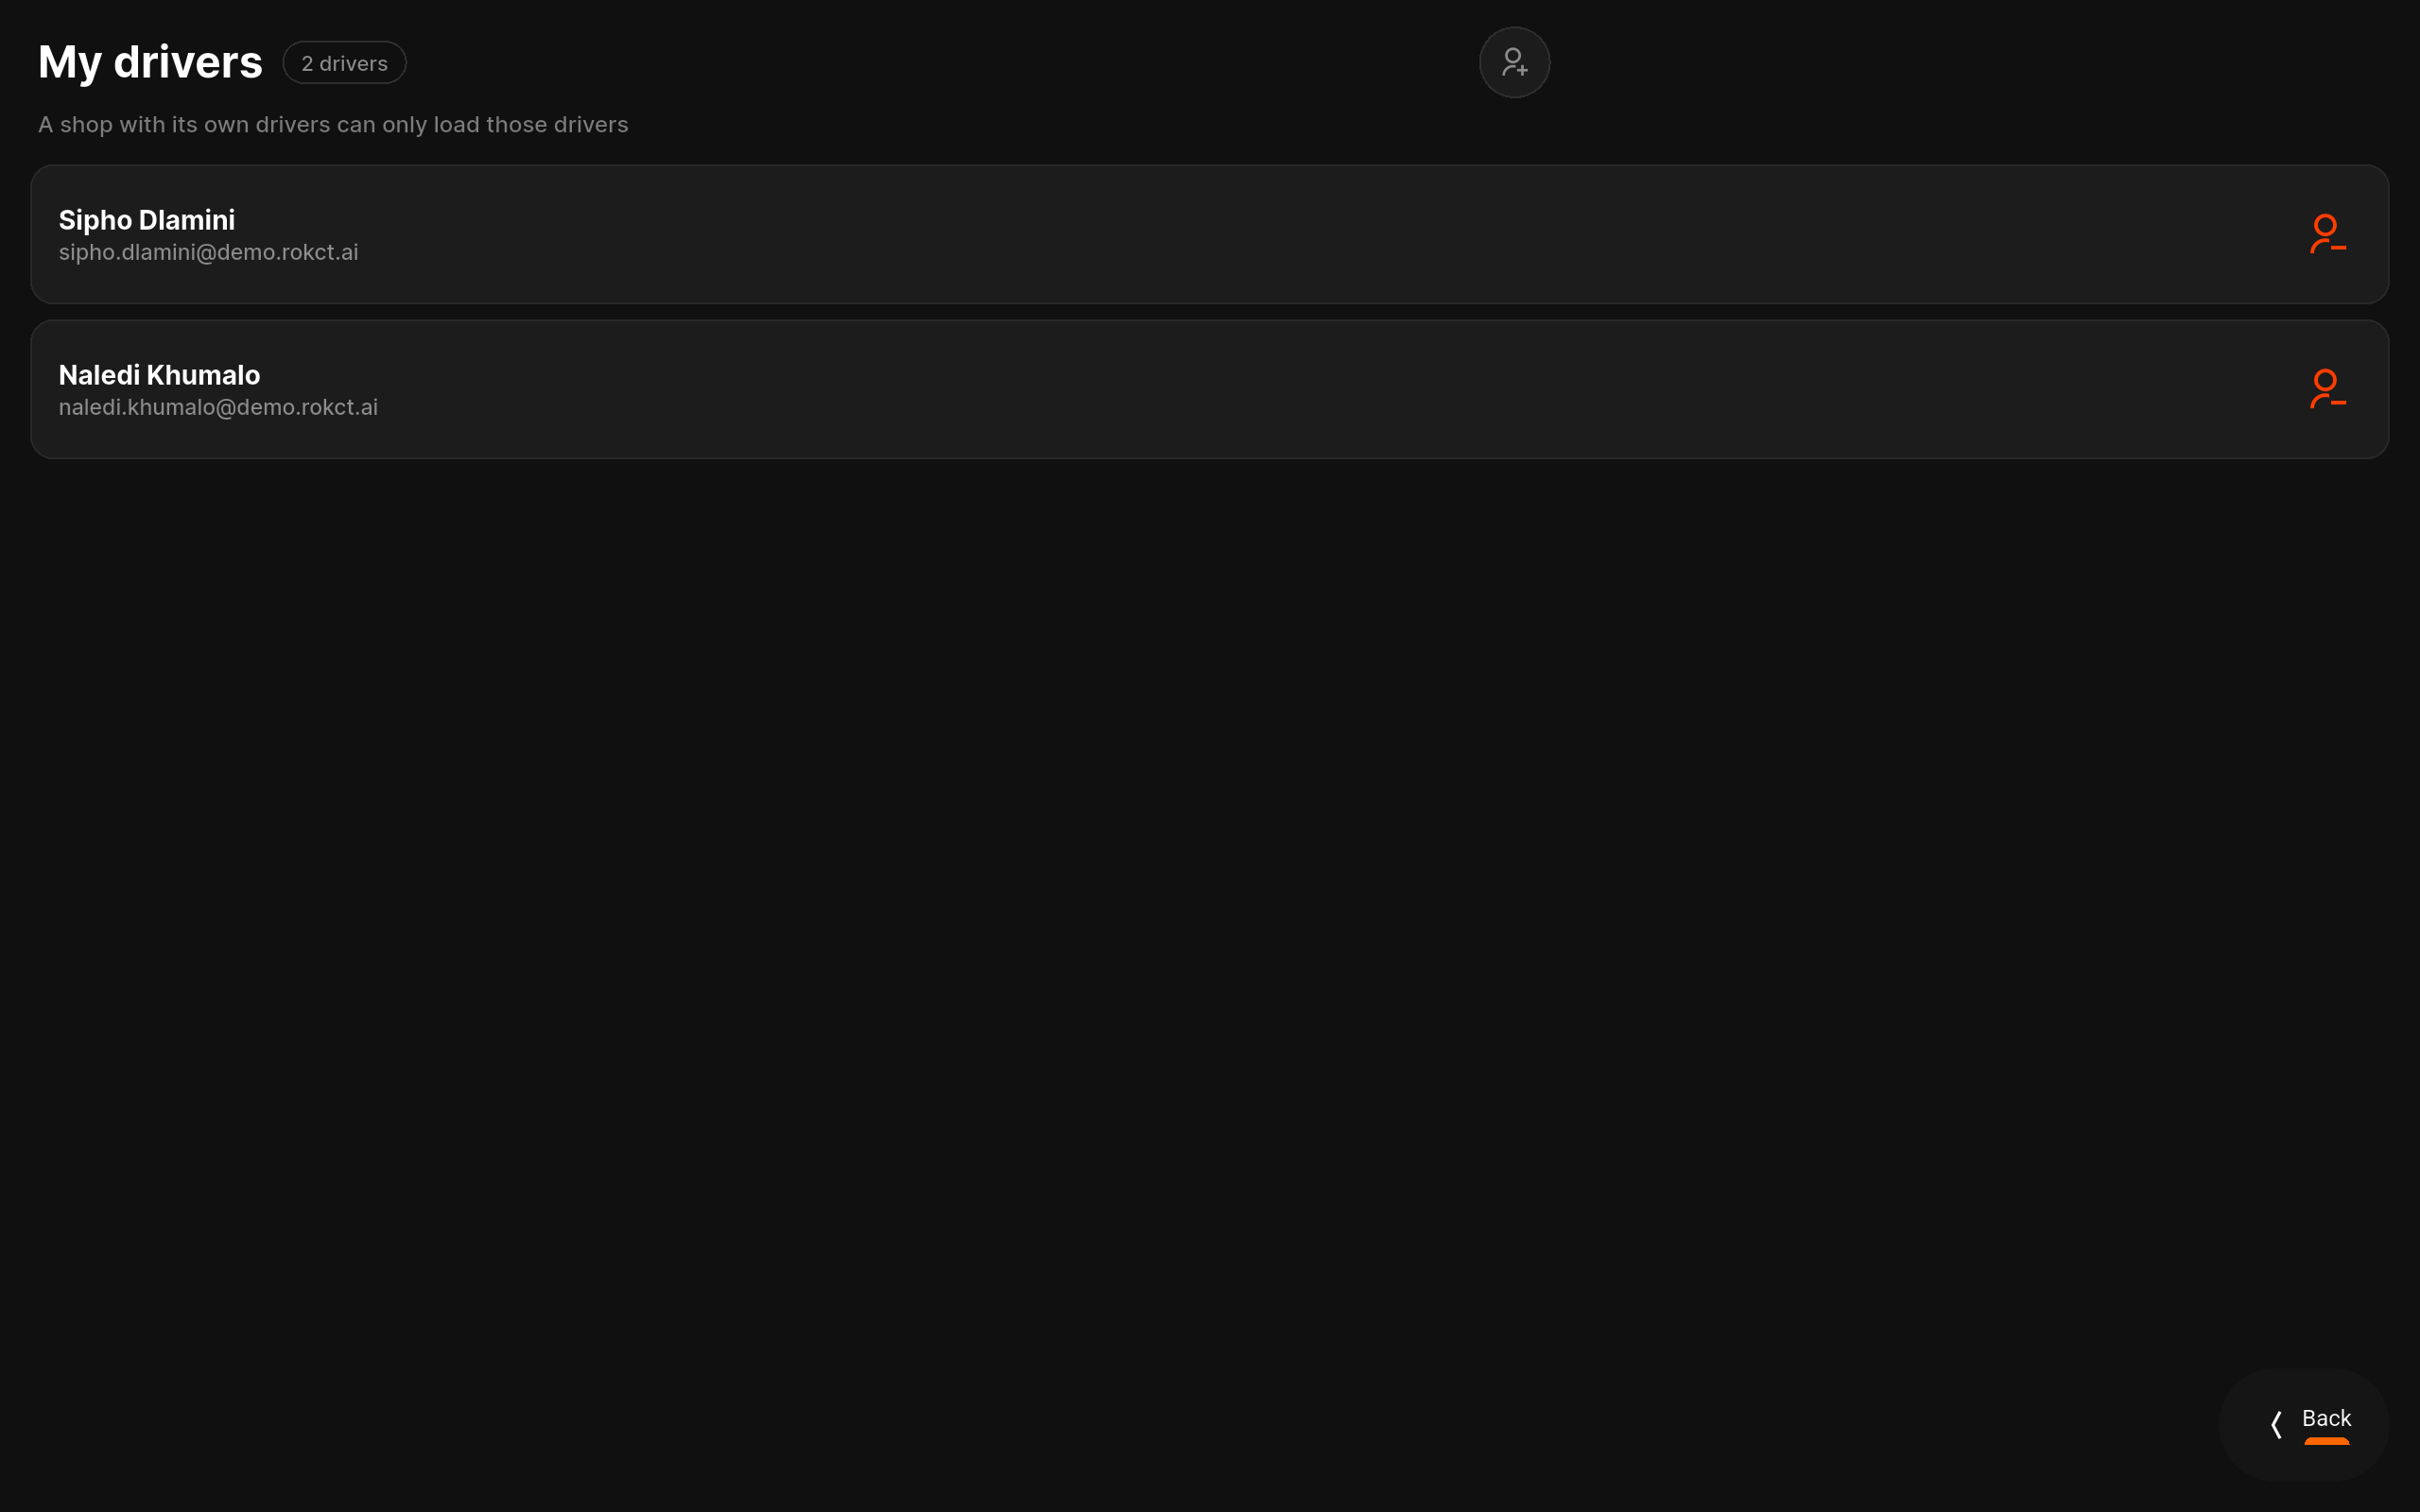 My drivers
2 drivers
A shop with its own drivers can only load those drivers
Sipho Dlamini
sipho.dlamini@demo.rokct.ai
Naledi Khumalo
naledi.khumalo@demo.rokct.ai
Back